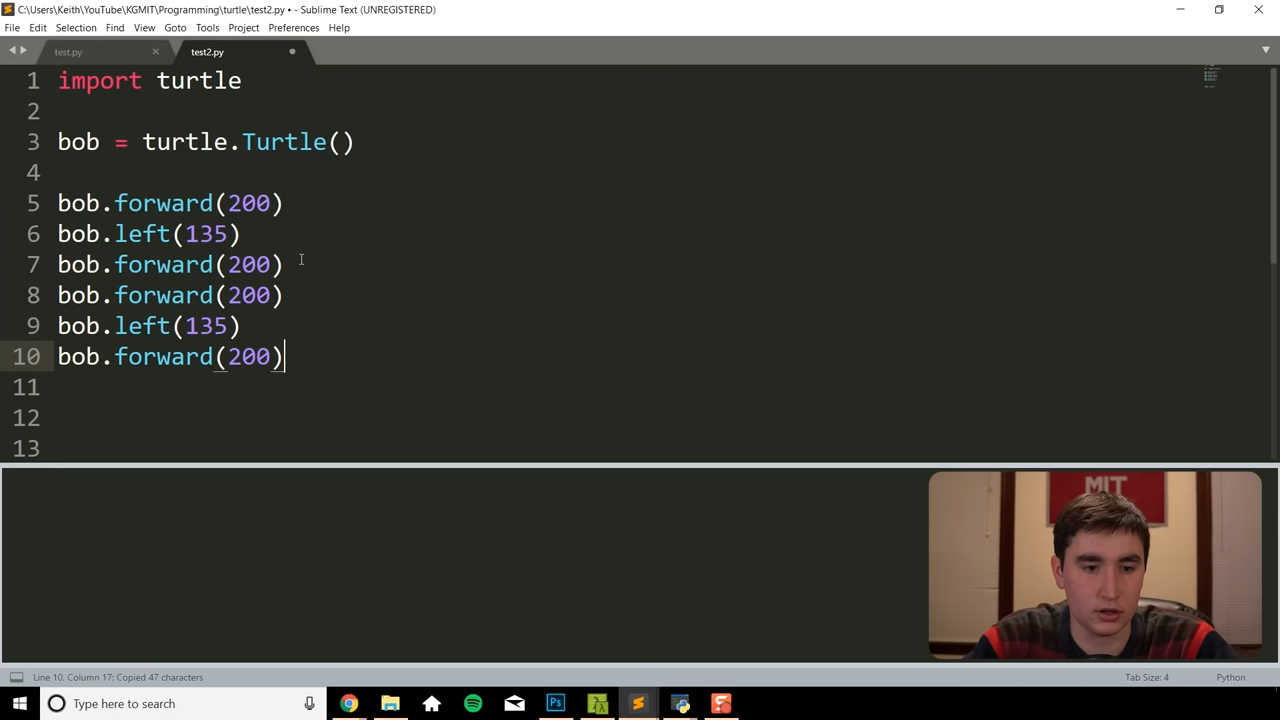 C:\Users\Keith\YouTube\KGMIT\Programming\turtle\test2.py • - Sublime Text (UNREGISTERED)
File Edit Selection Find View Goto Tools Project Preferences Help
test.py test2.py
1 import turtle
2
3 bob = turtle.Turtle()
4
5 bob.forward(200)
6 bob.left(135)
7 bob.forward(200)
8 bob.forward(200)
9 bob.left(135)
10 bob.forward(200)
11
12
13
MIT
Line 10, Column 17: Copied 47 characters Tab Size: 4 Python
Type here to search